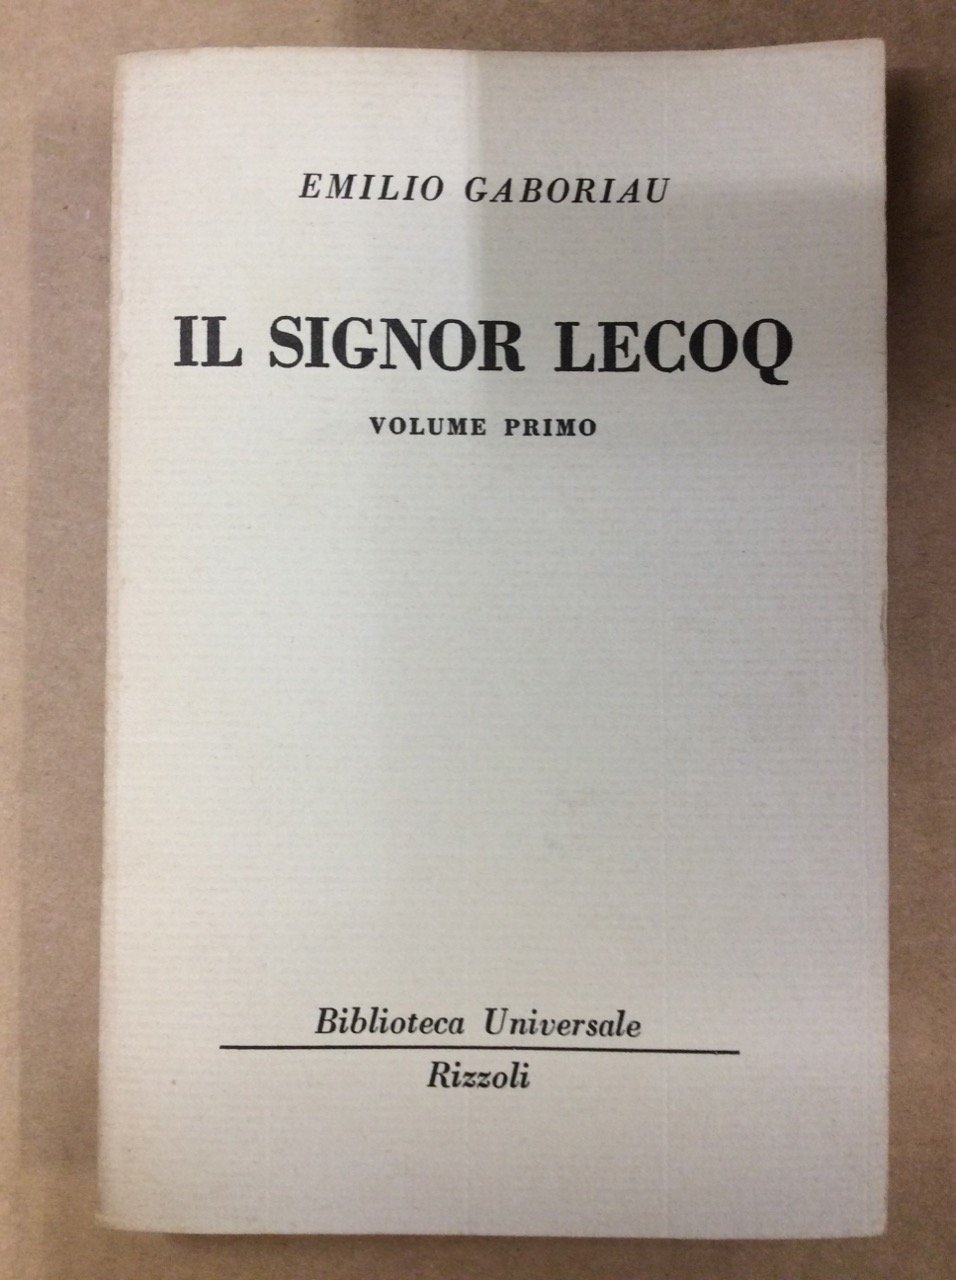 EMILIO GABORIAU
IL SIGNOR LECOQ
VOLUME PRIMO
Biblioteca Universale
Rizzoli